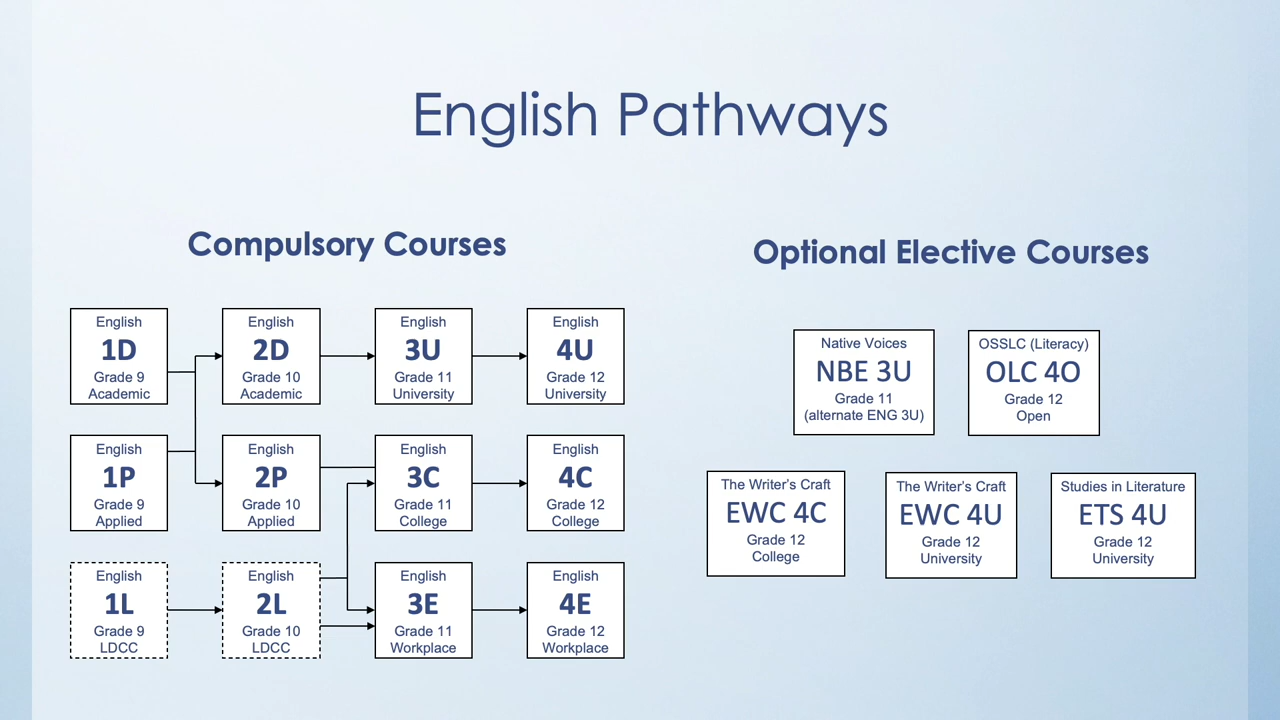 English Pathways
Compulsory Courses
English
1D
Grade 9
Academic
English
2D
Grade 10
Academic
English
3U
Grade 11
University
English
4U
Grade 12
University
English
1P
Grade 9
Applied
English
2P
Grade 10
Applied
English
3C
Grade 11
College
English
4C
Grade 12
College
English
1L
Grade 9
LDCC
English
2L
Grade 10
LDCC
English
3E
Grade 11
Workplace
English
4E
Grade 12
Workplace
Optional Elective Courses
Native Voices
NBE 3U
Grade 11
(alternate ENG 3U)
OSSLC (Literacy)
OLC 4O
Grade 12
Open
The Writer's Craft
EWC 4C
Grade 12
College
The Writer's Craft
EWC 4U
Grade 12
University
Studies in Literature
ETS 4U
Grade 12
University